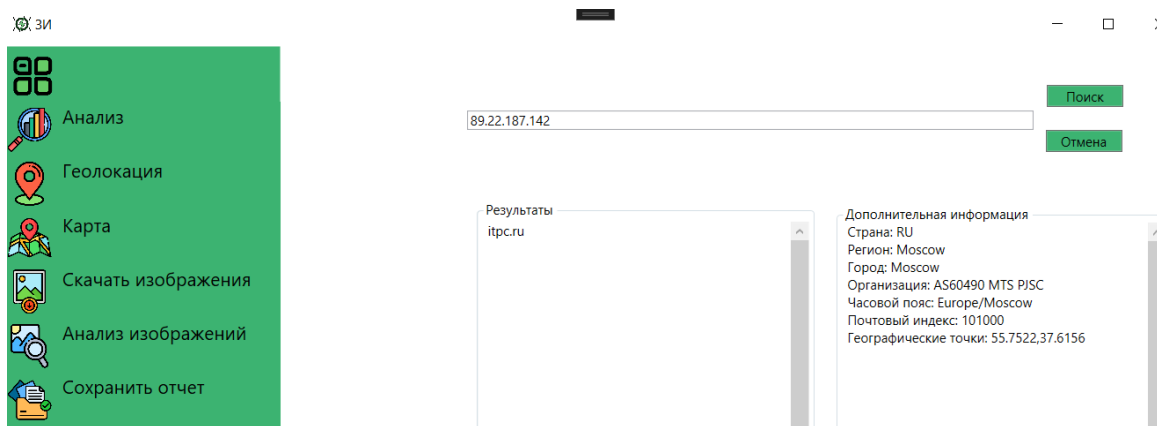 ЗИ
Анализ
Геолокация
Карта
Скачать изображения
Анализ изображений
Сохранить отчет
89.22.187.142
Поиск
Отмена
Результаты
itpc.ru
Дополнительная информация
Страна: RU
Регион: Moscow
Город: Moscow
Организация: AS60490 MTS PJSC
Часовой пояс: Europe/Moscow
Почтовый индекс: 101000
Географические точки: 55.7522,37.6156